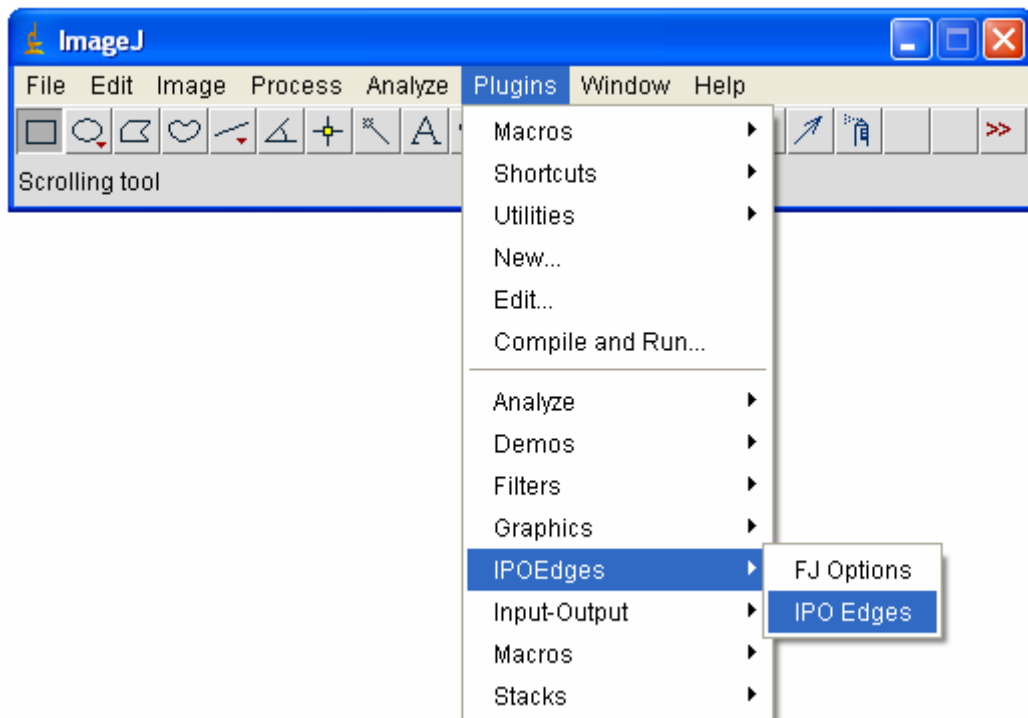 ImageJ
File Edit Image Process Analyze Plugins Window Help
A >>
Scrolling tool
Macros
Shortcuts
Utilities
New...
Edit...
Compile and Run...
Analyze
Demos
Filters
Graphics
IPOEdges
FJ Options
IPO Edges
Input-Output
Macros
Stacks